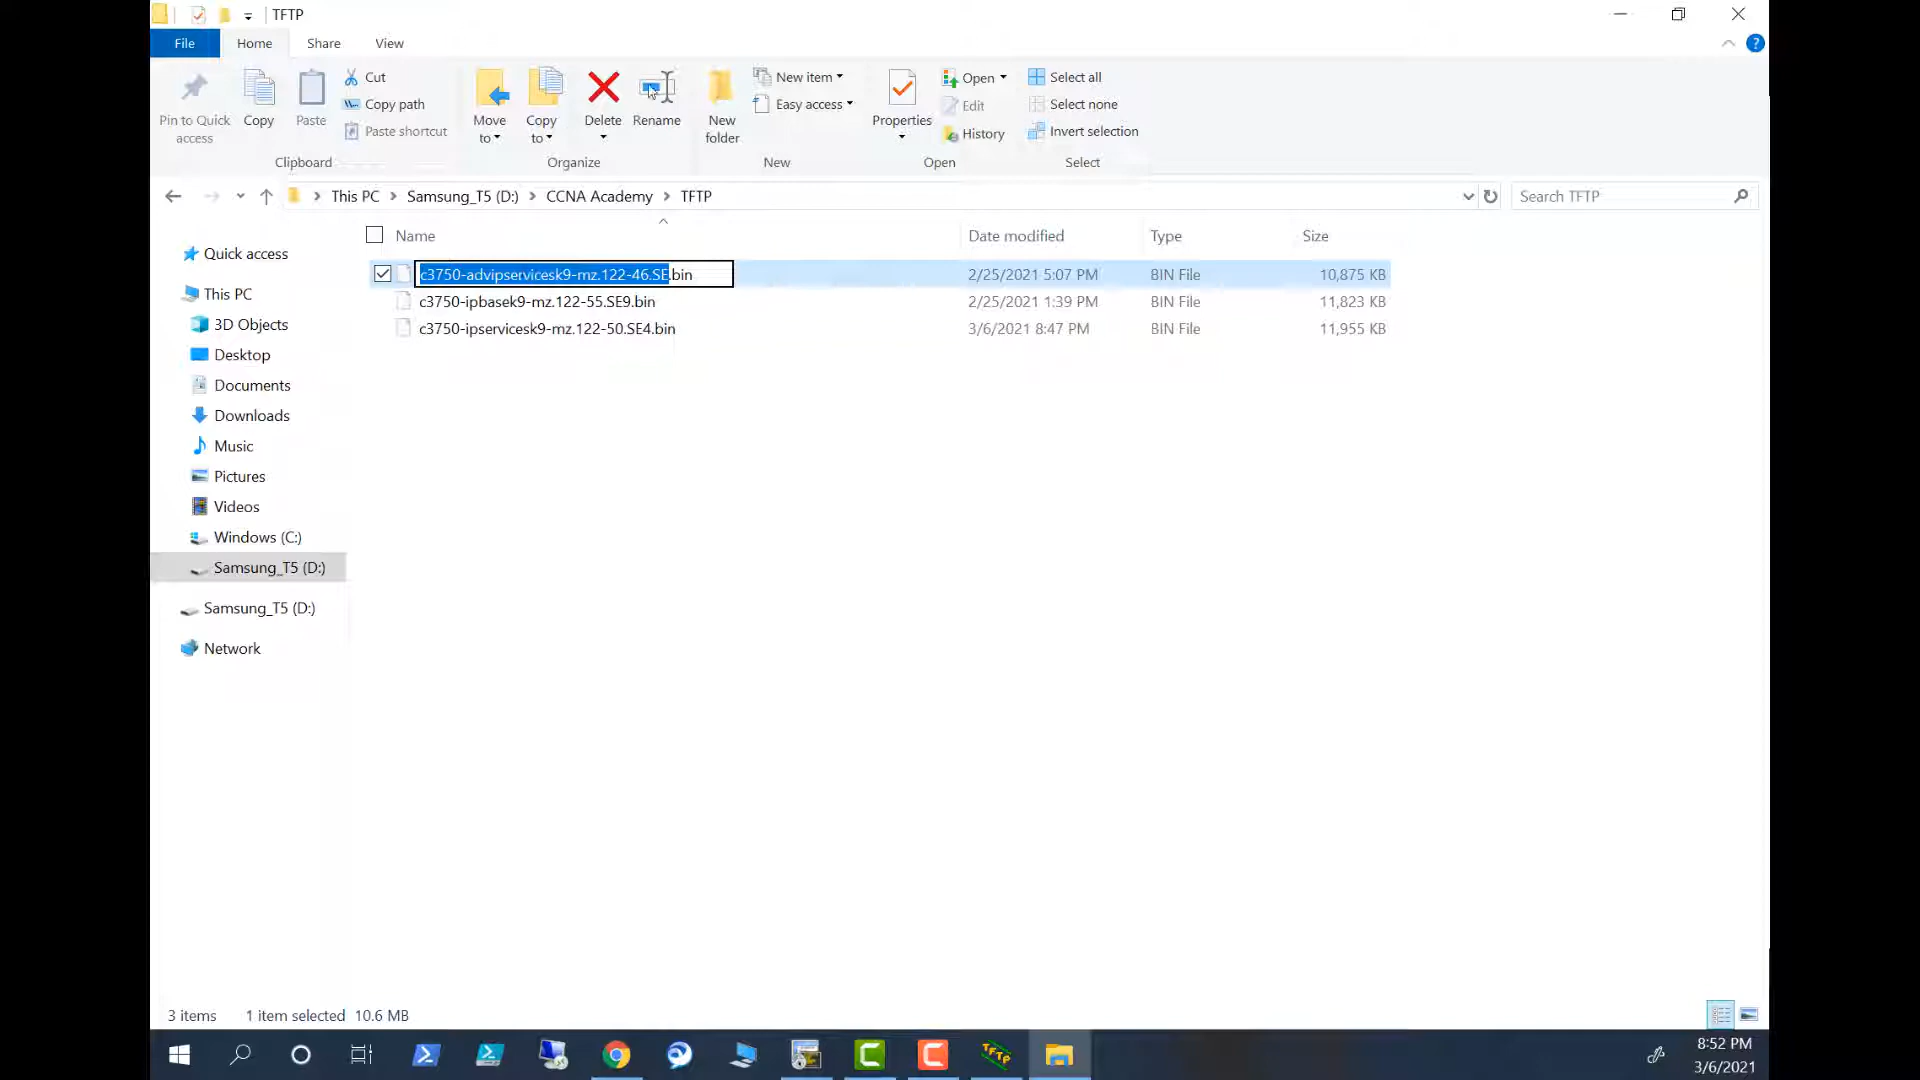 TFTP
File Home Share View
Pin to Quick access
Copy
Paste
Cut
Copy path
Paste shortcut
Clipboard
Move to
Copy to
Delete
Rename
Organize
New folder
New item
Easy access
New
Properties
Open
Edit
History
Open
Select all
Select none
Invert selection
Select
This PC Samsung_T5 (D:) CCNA Academy TFTP
Search TFTP
Name Date modified Type Size
c3750-advipservicesk9-mz.122-46.SE.bin 2/25/2021 5:07 PM BIN File 10,875 KB
c3750-ipbasek9-mz.122-55.SE9.bin 2/25/2021 1:39 PM BIN File 11,823 KB
c3750-ipservicesk9-mz.122-50.SE4.bin 3/6/2021 8:47 PM BIN File 11,955 KB
Quick access
This PC
3D Objects
Desktop
Documents
Downloads
Music
Pictures
Videos
Windows (C:)
Samsung_T5 (D:)
Samsung_T5 (D:)
Network
3 items 1 item selected 10.6 MB
TFTP
8:52 PM
3/6/2021